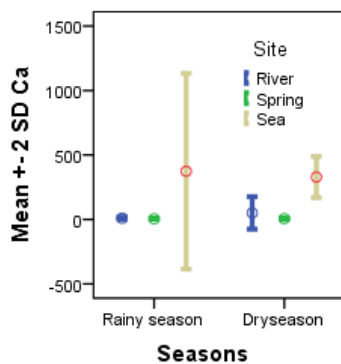 Mean +- 2 SD Ca
1500
1000
500
0
-500
Site
River
Spring
Sea
Rainy season
Dryseason
Seasons